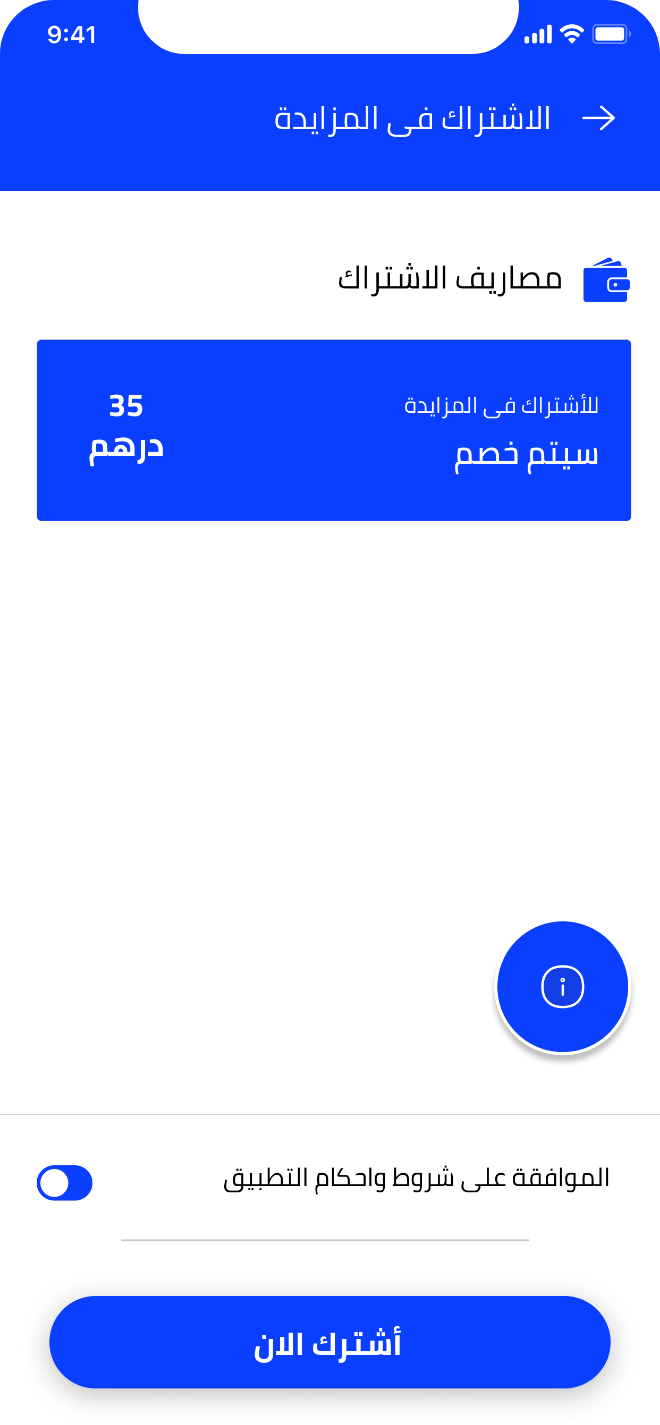 9:41
الاشتراك فى المزايدة
مصاريف الاشتراك
للأشتراك فى المزايدة
سيتم خصم
35
درهم
الموافقة على شروط واحكام التطبيق
أشترك الان